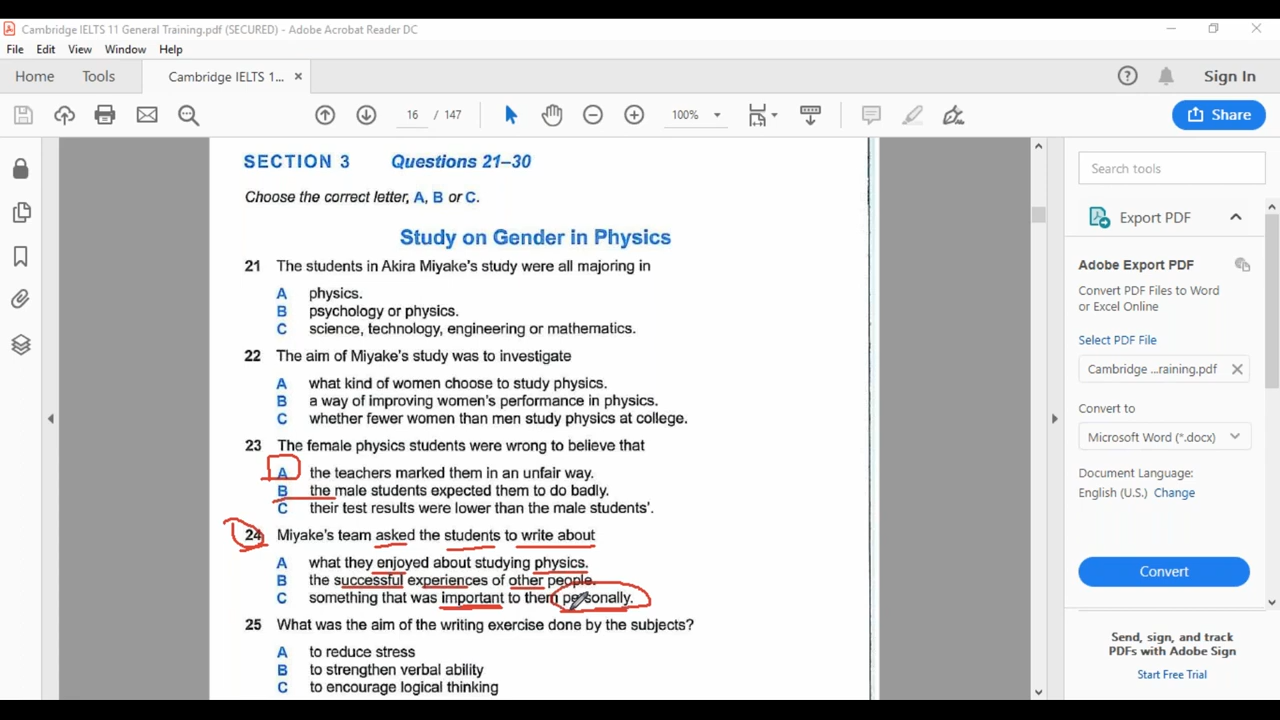 Cambridge IELTS 11 General Training.pdf (SECURED) - Adobe Acrobat Reader DC
File Edit View Window Help
Home Tools Cambridge IELTS 1... × ? Sign In
16 / 147 100% Share
SECTION 3 Questions 21–30
Choose the correct letter, A, B or C.
Study on Gender in Physics
21 The students in Akira Miyake's study were all majoring in
A physics.
B psychology or physics.
C science, technology, engineering or mathematics.
22 The aim of Miyake's study was to investigate
A what kind of women choose to study physics.
B a way of improving women's performance in physics.
C whether fewer women than men study physics at college.
23 The female physics students were wrong to believe that
A the teachers marked them in an unfair way.
B the male students expected them to do badly.
C their test results were lower than the male students'.
24 Miyake's team asked the students to write about
A what they enjoyed about studying physics.
B the successful experiences of other people.
C something that was important to them personally.
25 What was the aim of the writing exercise done by the subjects?
A to reduce stress
B to strengthen verbal ability
C to encourage logical thinking
Search tools
Export PDF
Adobe Export PDF
Convert PDF Files to Word
or Excel Online
Select PDF File
Cambridge ...raining.pdf
Convert to
Microsoft Word (*.docx)
Document Language:
English (U.S.) Change
Convert
Send, sign, and track
PDFs with Adobe Sign
Start Free Trial